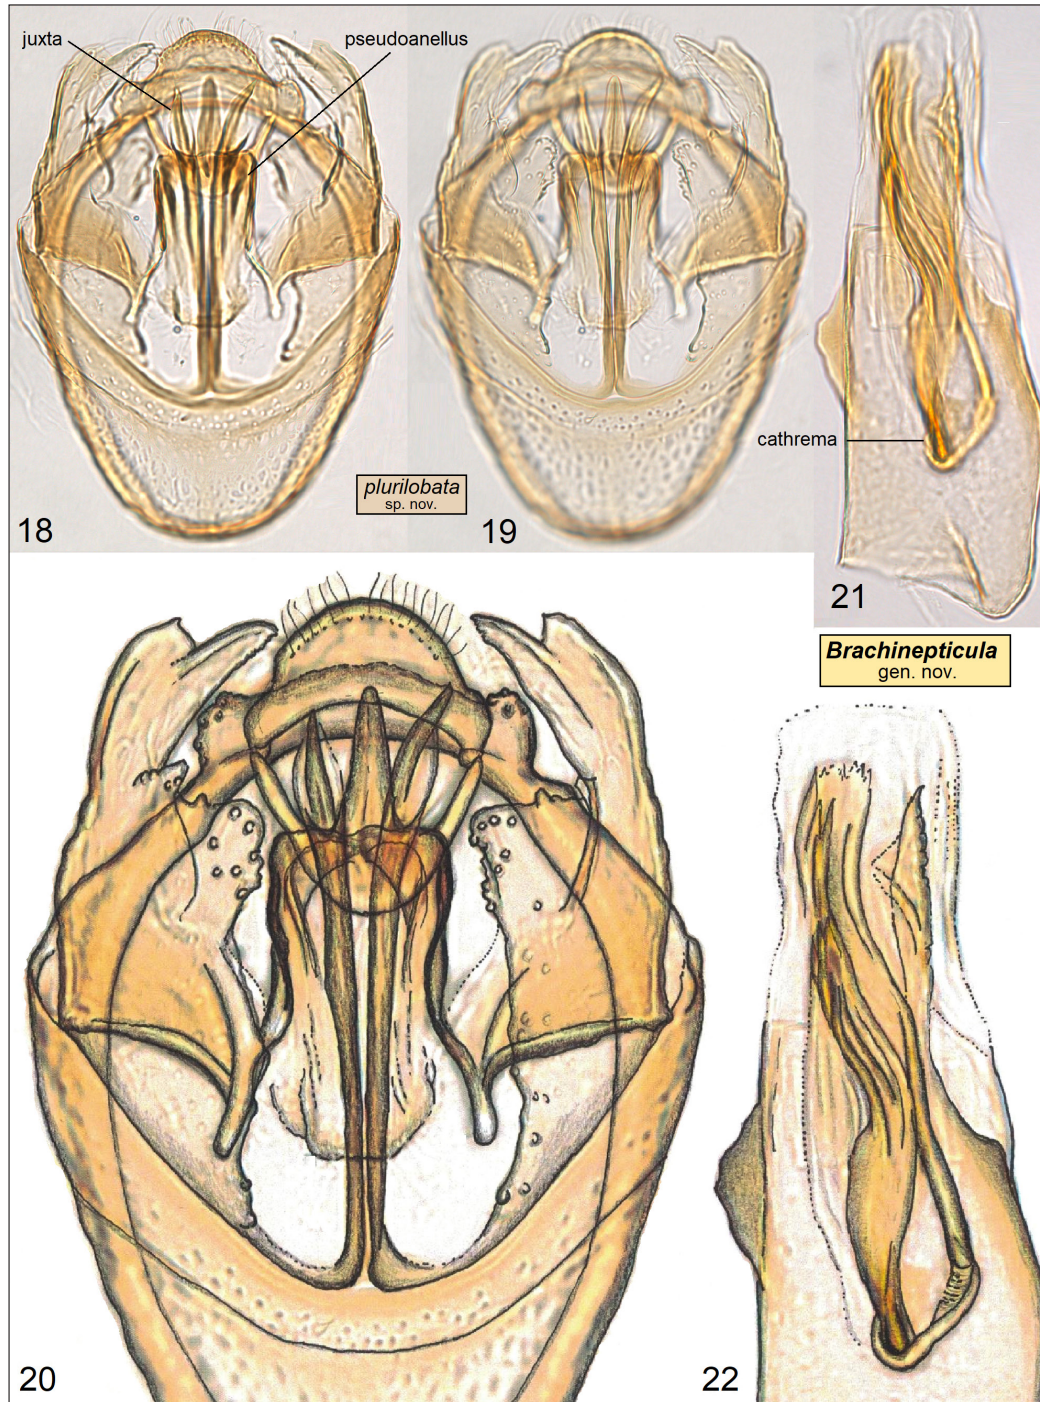 juxta
pseudoanellus
cathrema
plurilobata
sp. nov.
18
19
21
Brachinepticula
gen. nov.
20
22